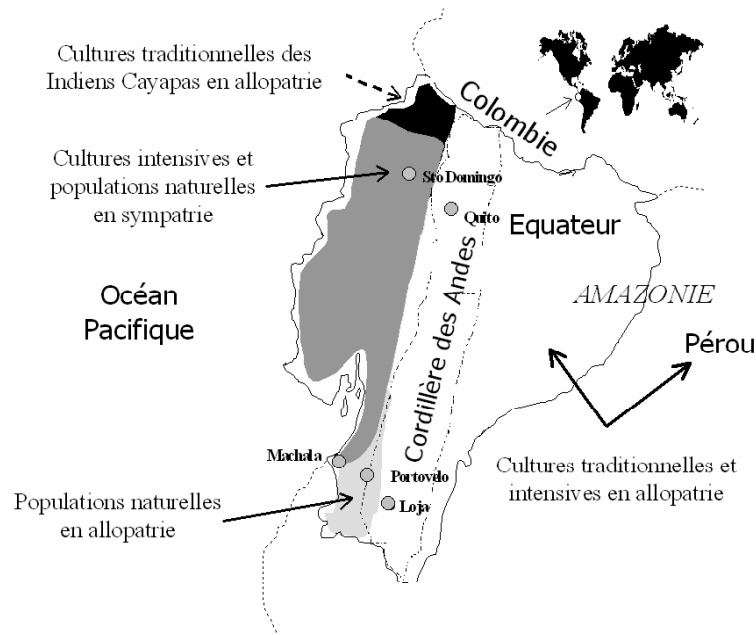 Cultures traditionnelles des
Indiens Cayapas en allopatrie
Colombie
Cultures intensives et
populations naturelles
en sympatrie
Sto Domingo
Quito
Equateur
Cordillère des Andes
Océan
Pacifique
AMAZONIE
Pérou
Machala
Portovelo
Loja
Cultures traditionnelles et
intensives en allopatrie
Populations naturelles
en allopatrie